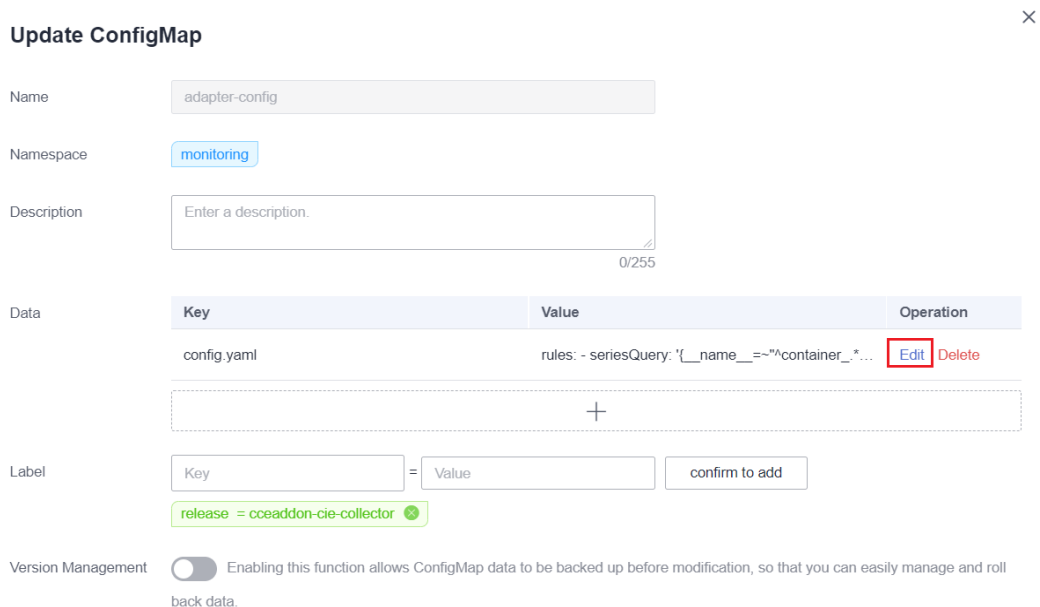 Update ConfigMap
Name
adapter-config
Namespace
monitoring
Description
Enter a description.
0/255
Data
Key Value Operation
config.yaml rules: - seriesQuery: '{__name__=~"^container_.*... Edit Delete
Label
Key = Value confirm to add
release = cceaddon-cie-collector
Version Management Enabling this function allows ConfigMap data to be backed up before modification, so that you can easily manage and roll
back data.